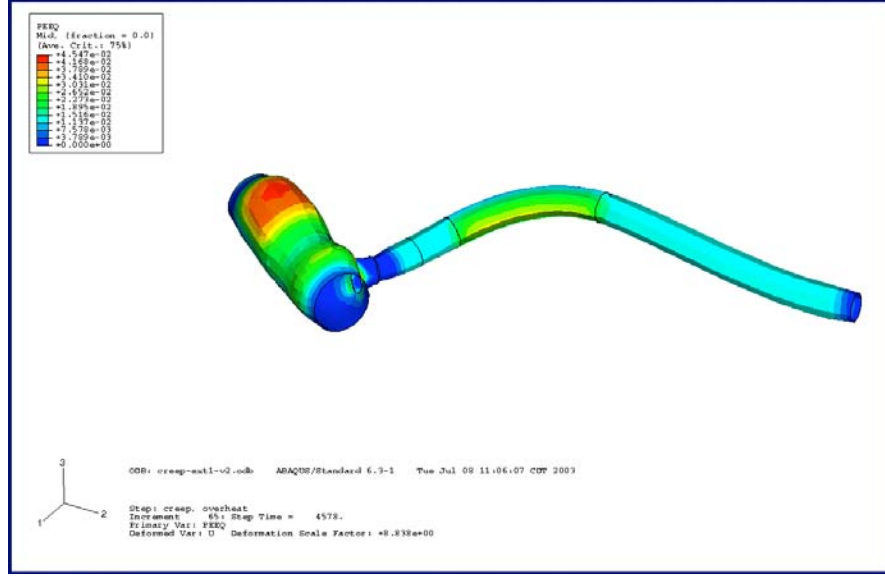 PEEQ
Mid, (fraction = 0.0)
(Ave. Crit.: 75%)
+4.547e-02
+4.168e-02
+3.789e-02
+3.410e-02
+3.031e-02
+2.652e-02
+2.273e-02
+1.895e-02
+1.516e-02
+1.137e-02
+7.578e-03
+3.789e-03
+0.000e+00
ODB: creep-ext1-v2.odb ABAQUS/Standard 6.3-1 Tue Jul 08 11:06:07 COT 2003
3
2
1
Step: creep, overheat
Increment 65: Step Time = 4578.
Primary Var: PEEQ
Deformed Var: U Deformation Scale Factor: +8.838e+00